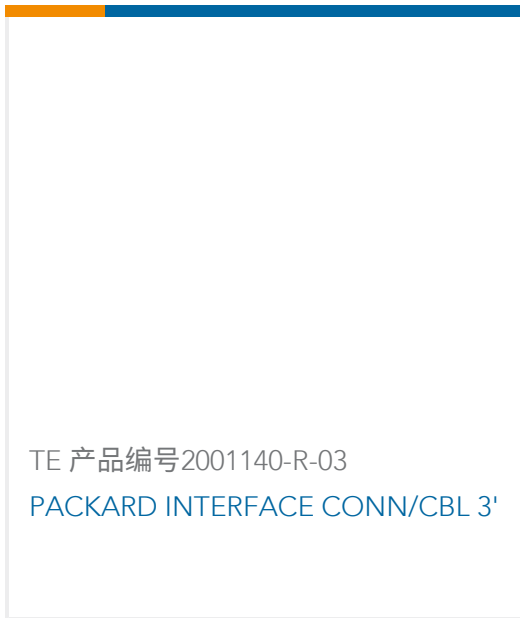 TE 产品编号2001140-R-03
PACKARD INTERFACE CONN/CBL 3'